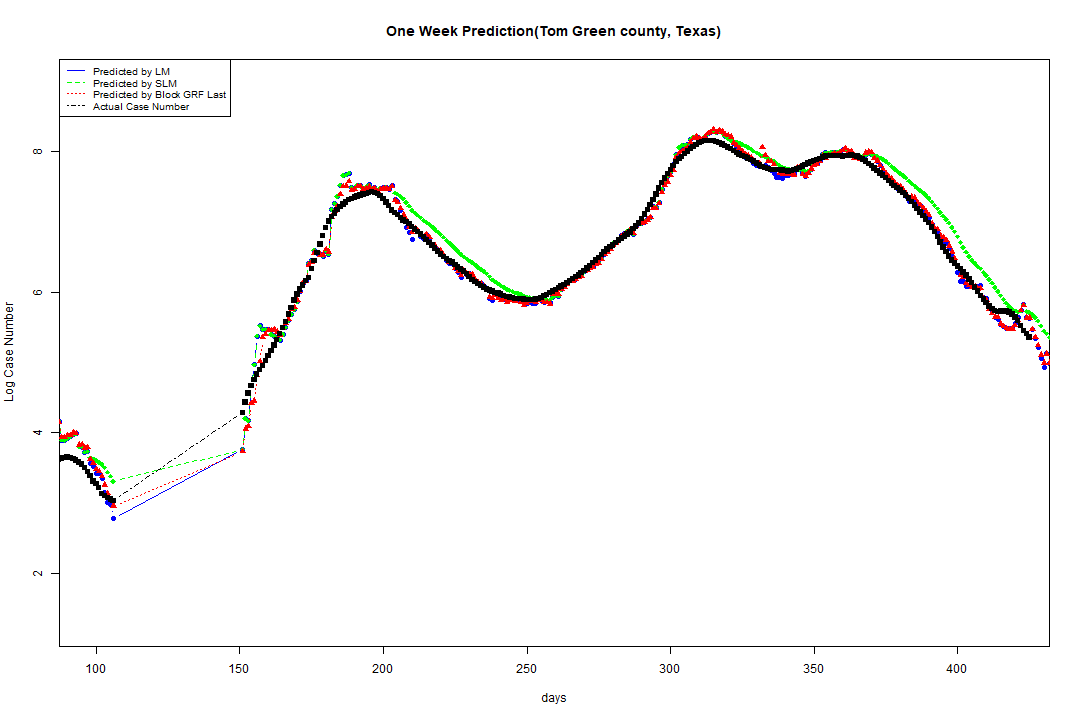 One Week Prediction(Tom Green county, Texas)
Predicted by LM
Predicted by SLM
Predicted by Block GRF Last
Actual Case Number
8
6
4
2
Log Case Number
100 150 200 250 300 350 400
days